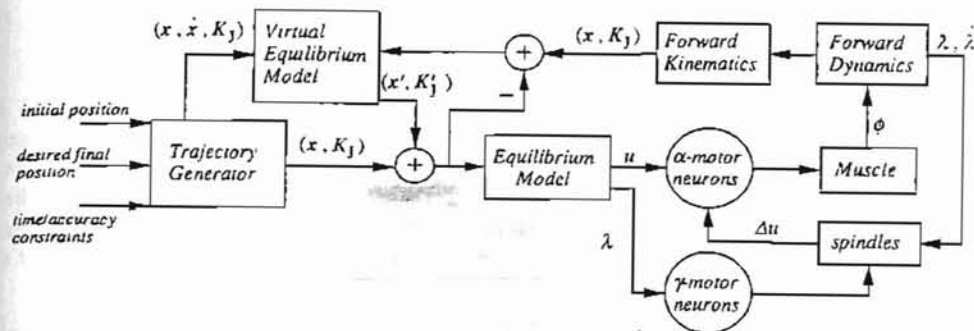 (x, ẋ, K_J)
Virtual
Equilibrium
Model
+
(x, K_J)
Forward
Kinematics
Forward
Dynamics
λ, λ̇
(x', K'_J)
−
ϕ
initial position
desired final
position
time/accuracy
constraints
Trajectory
Generator
(x, K_J)
+
Equilibrium
Model
u
α-motor
neurons
Muscle
λ
Δu
spindles
γ-motor
neurons